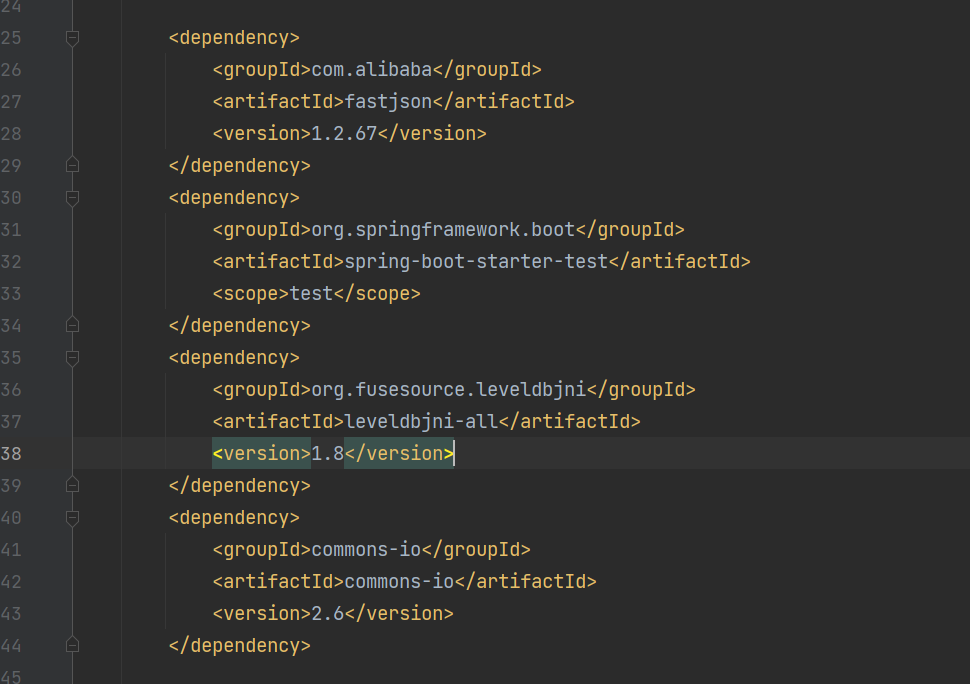 24
25 <dependency>
26 <groupId>com.alibaba</groupId>
27 <artifactId>fastjson</artifactId>
28 <version>1.2.67</version>
29 </dependency>
30 <dependency>
31 <groupId>org.springframework.boot</groupId>
32 <artifactId>spring-boot-starter-test</artifactId>
33 <scope>test</scope>
34 </dependency>
35 <dependency>
36 <groupId>org.fusesource.leveldbjni</groupId>
37 <artifactId>leveldbjni-all</artifactId>
38 <version>1.8</version>
39 </dependency>
40 <dependency>
41 <groupId>commons-io</groupId>
42 <artifactId>commons-io</artifactId>
43 <version>2.6</version>
44 </dependency>
45